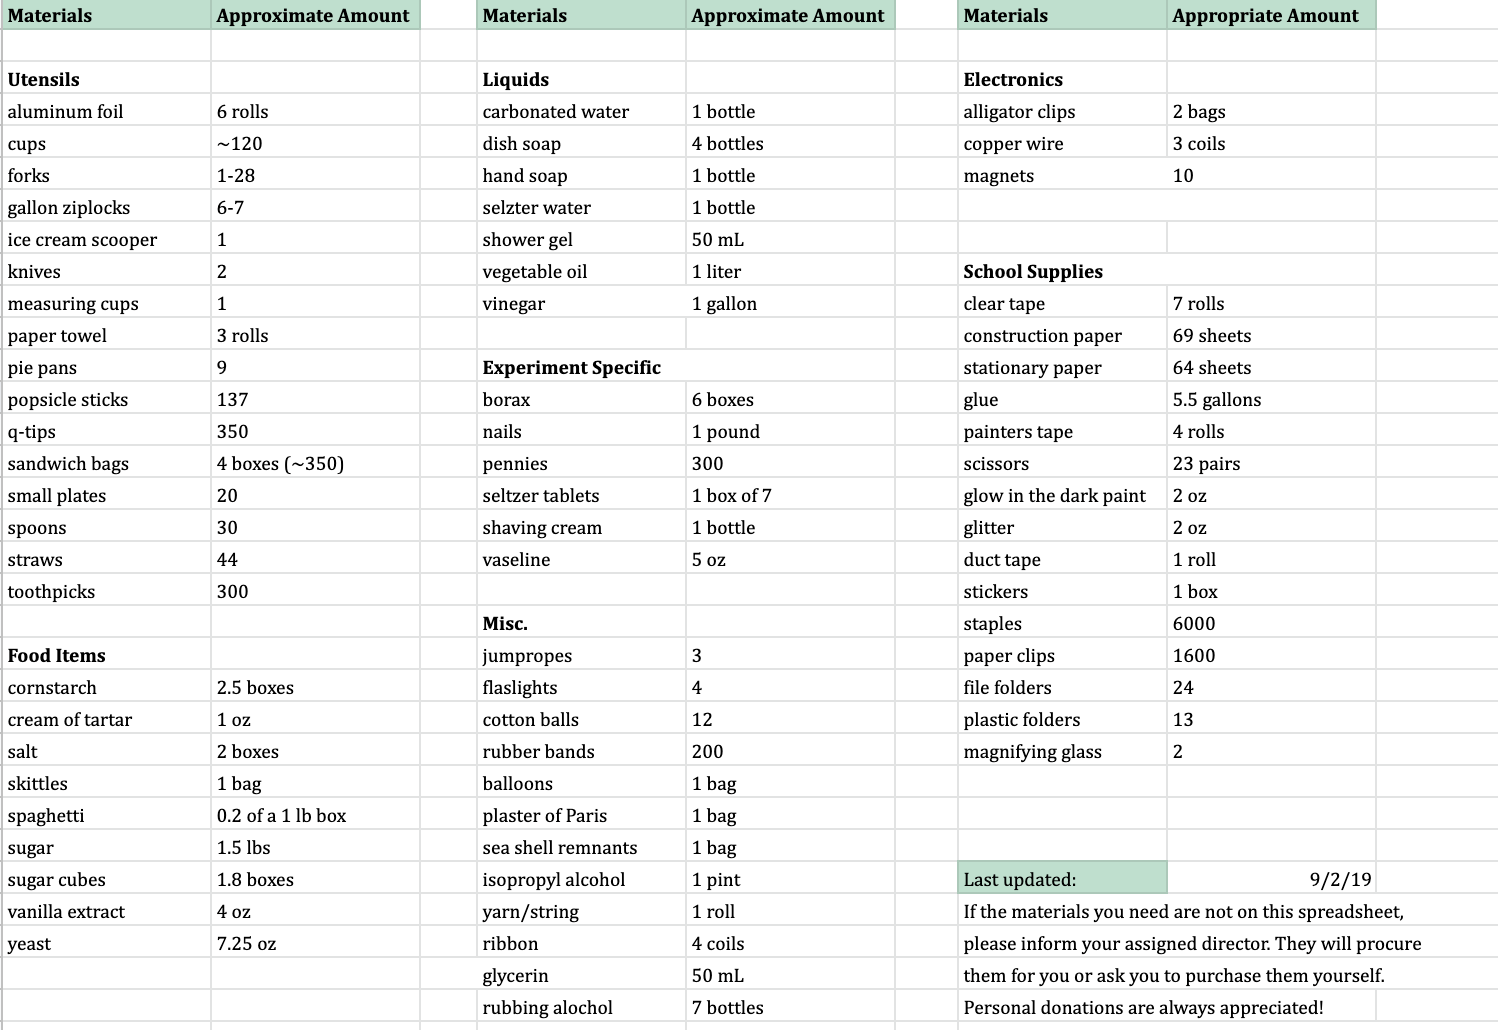 Materials Approximate Amount Materials Approximate Amount Materials Appropriate Amount
Utensils Liquids Electronics
aluminum foil 6 rolls carbonated water 1 bottle alligator clips 2 bags
cups ~120 dish soap 4 bottles copper wire 3 coils
forks 1-28 hand soap 1 bottle magnets 10
gallon ziplocks 6-7 selzter water 1 bottle
ice cream scooper 1 shower gel 50 mL
knives 2 vegetable oil 1 liter School Supplies
measuring cups 1 vinegar 1 gallon clear tape 7 rolls
paper towel 3 rolls construction paper 69 sheets
pie pans 9 Experiment Specific stationary paper 64 sheets
popsicle sticks 137 borax 6 boxes glue 5.5 gallons
q-tips 350 nails 1 pound painters tape 4 rolls
sandwich bags 4 boxes (~350) pennies 300 scissors 23 pairs
small plates 20 seltzer tablets 1 box of 7 glow in the dark paint 2 oz
spoons 30 shaving cream 1 bottle glitter 2 oz
straws 44 vaseline 5 oz duct tape 1 roll
toothpicks 300 stickers 1 box
Misc. staples 6000
Food Items jumpropes 3 paper clips 1600
cornstarch 2.5 boxes flaslights 4 file folders 24
cream of tartar 1 oz cotton balls 12 plastic folders 13
salt 2 boxes rubber bands 200 magnifying glass 2
skittles 1 bag balloons 1 bag
spaghetti 0.2 of a 1 lb box plaster of Paris 1 bag
sugar 1.5 lbs sea shell remnants 1 bag
sugar cubes 1.8 boxes isopropyl alcohol 1 pint Last updated: 9/2/19
vanilla extract 4 oz yarn/string 1 roll If the materials you need are not on this spreadsheet,
yeast 7.25 oz ribbon 4 coils please inform your assigned director. They will procure
glycerin 50 mL them for you or ask you to purchase them yourself.
rubbing alochol 7 bottles Personal donations are always appreciated!